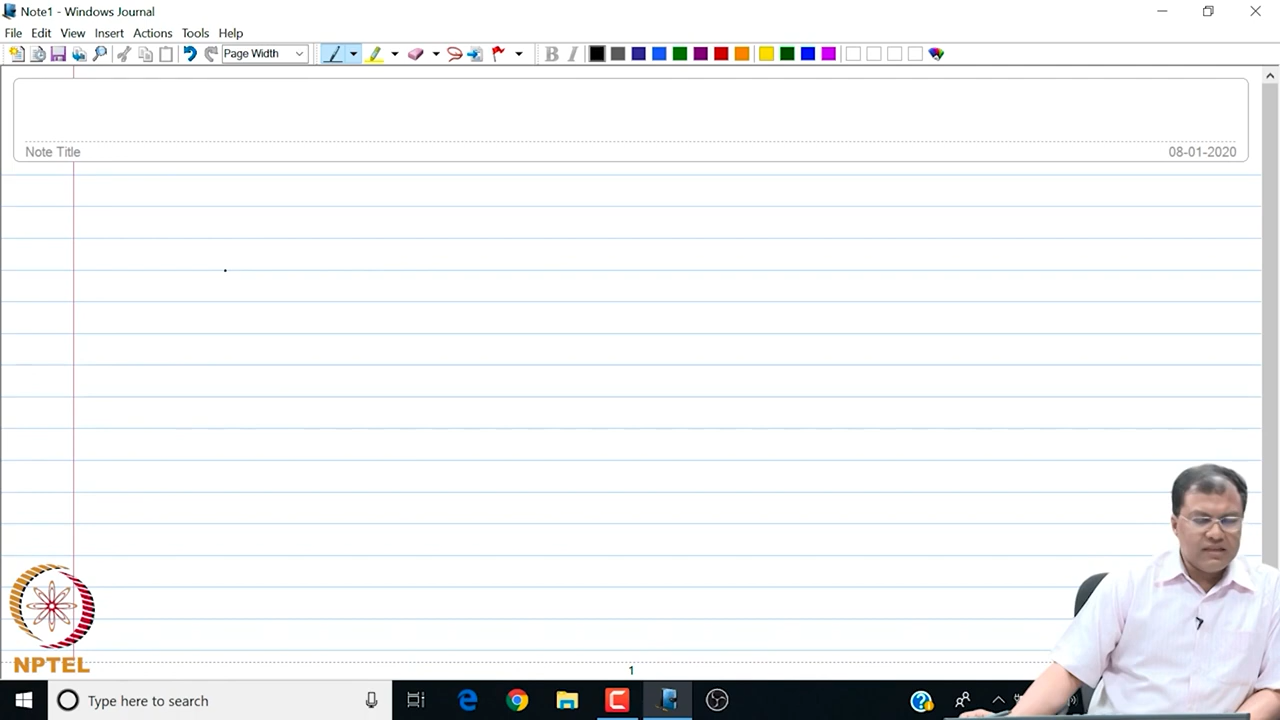 Note1 - Windows Journal
File Edit View Insert Actions Tools Help
Page Width
B I
Note Title
08-01-2020
NPTEL
1
Type here to search